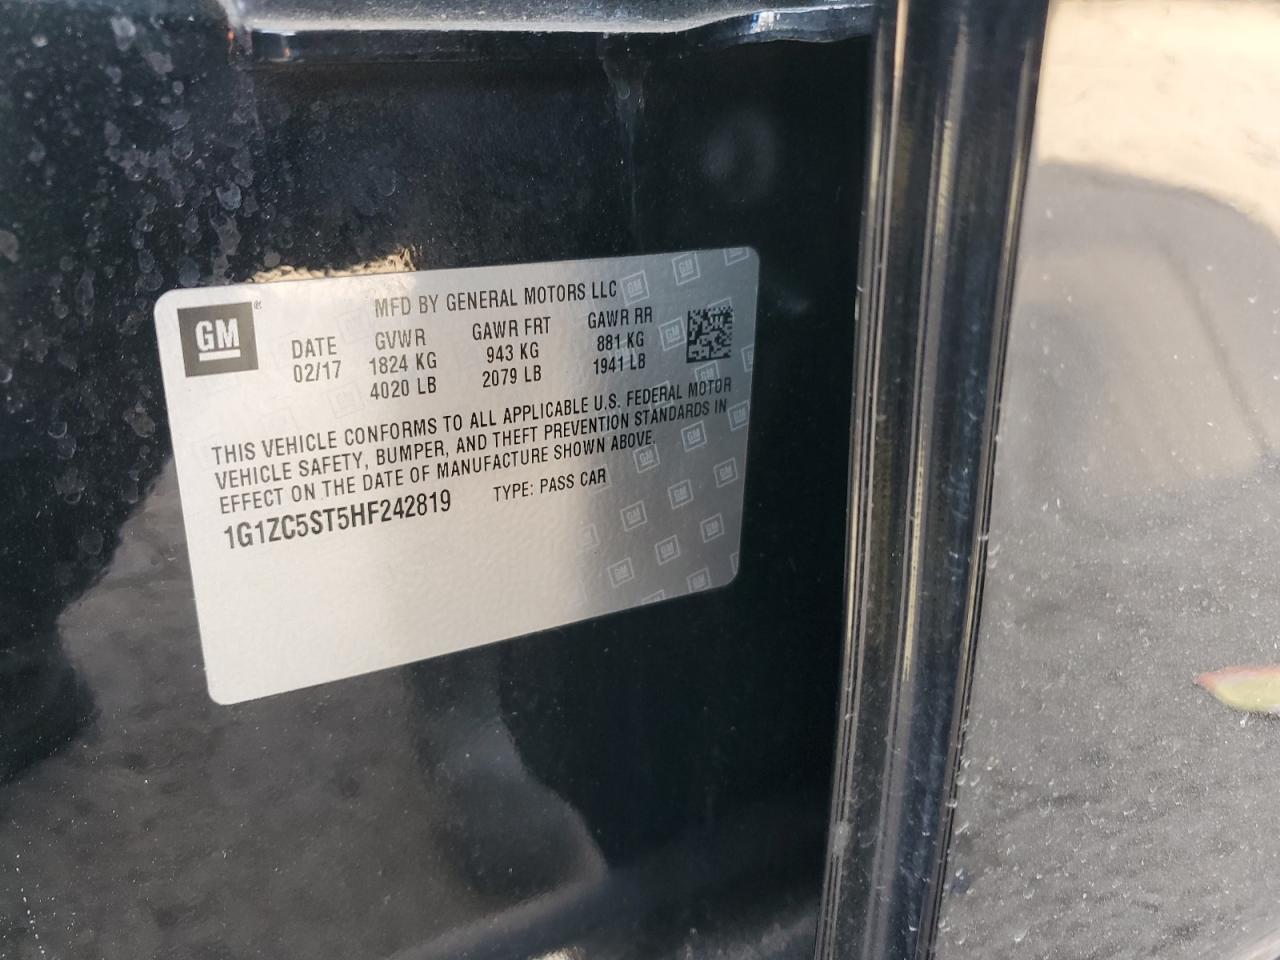 GM
MFD BY GENERAL MOTORS LLC
DATE GVWR GAWR FRT GAWR RR
02/17 1824 KG 943 KG 881 KG
4020 LB 2079 LB 1941 LB
THIS VEHICLE CONFORMS TO ALL APPLICABLE U.S. FEDERAL MOTOR
VEHICLE SAFETY, BUMPER, AND THEFT PREVENTION STANDARDS IN
EFFECT ON THE DATE OF MANUFACTURE SHOWN ABOVE.
1G1ZC5ST5HF242819 TYPE: PASS CAR